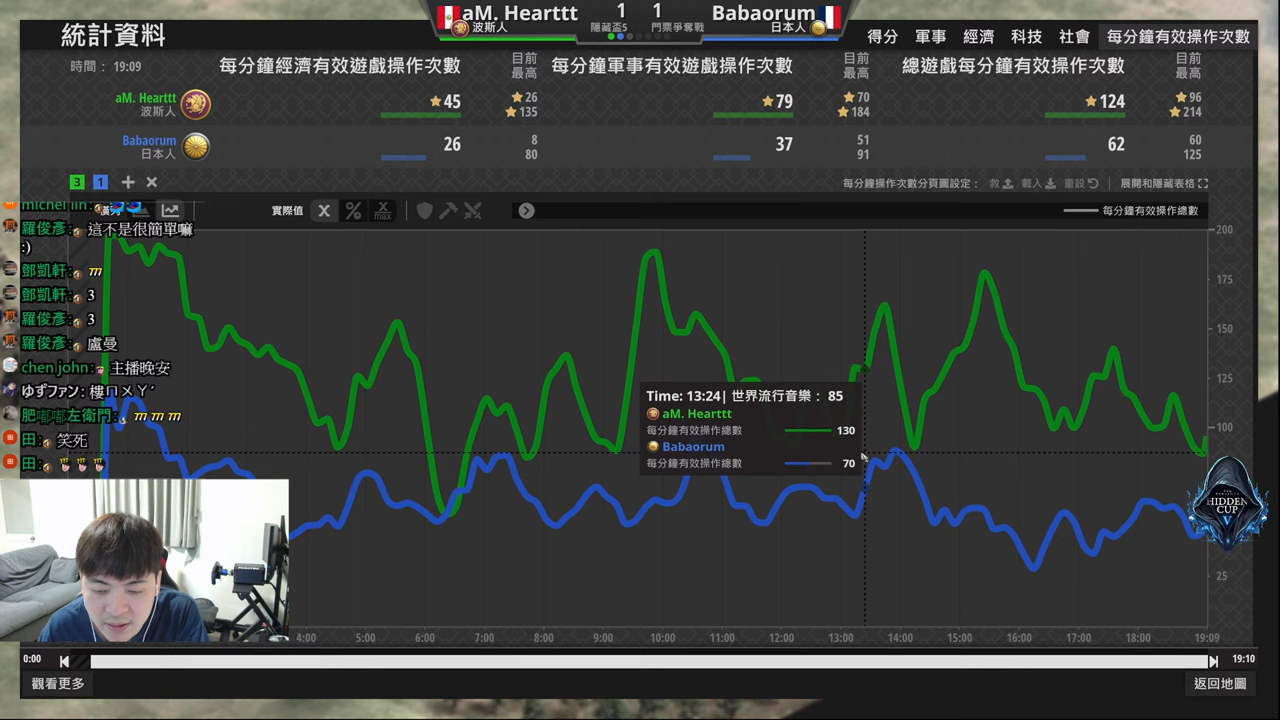 aM. Hearttt 1 1 Babaorum
波斯人 隱藏盃5 門票爭奪戰 日本人
統計資料
得分 軍事 經濟 科技 社會 每分鐘有效操作次數
時間：19:09 每分鐘經濟有效遊戲操作次數 目前最高 每分鐘軍事有效遊戲操作次數 目前最高 總遊戲每分鐘有效操作次數 目前最高
aM. Hearttt 45 26 79 70 124 96
波斯人 135 184 214
Babaorum 26 8 37 51 62 60
日本人 80 91 125
3 1 + ×
每分鐘操作次數分頁圖設定： 載入 重設 展開和隱藏表格
michel lin:
實際值 X % X max 每分鐘有效操作總數
羅俊彥: 這不是很簡單嘛
:)
鄧凱軒: 777
鄧凱軒: 3
羅俊彥: 3
羅俊彥: 盧曼
chen john: 主播晚安
ゆずファン: 樓ㄇㄨㄚˊ
肥嘟嘟左衛門: 777 777 777
田: 笑死
田:
200
175
150
125
100
25
Time: 13:24| 世界流行音樂： 85
aM. Hearttt
每分鐘有效操作總數 130
Babaorum
每分鐘有效操作總數 70
HIDDEN
CUP
V
4:00 5:00 6:00 7:00 8:00 9:00 10:00 11:00 12:00 13:00 14:00 15:00 16:00 17:00 18:00 19:09
0:00 19:10
觀看更多 返回地圖